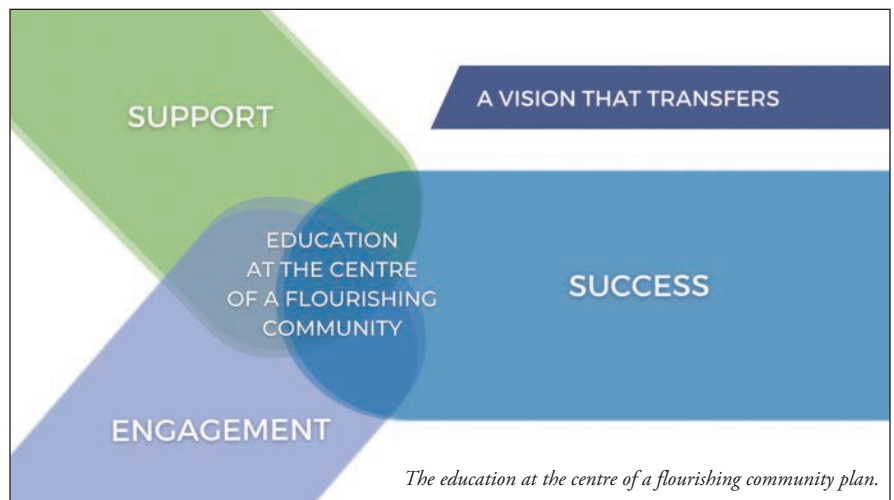 SUPPORT
A VISION THAT TRANSFERS
EDUCATION
AT THE CENTRE
OF A FLOURISHING
COMMUNITY
SUCCESS
ENGAGEMENT
The education at the centre of a flourishing community plan.